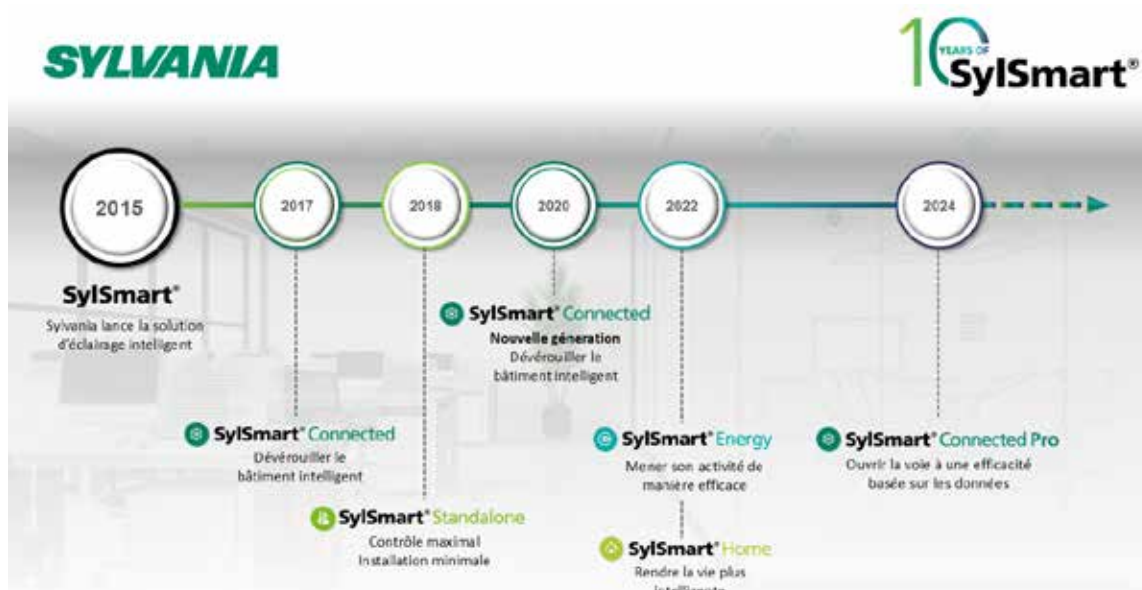 SYLVANIA
10 YEARS OF
SylSmart®
2015
2017
2018
2020
2022
2024
SylSmart®
Sylvania lance la solution
d'éclairage intelligent
SylSmart® Connected
Dévérouiller le
bâtiment intelligent
SylSmart® Standalone
Contrôle maximal
Installation minimale
SylSmart® Connected
Nouvelle géneration
Dévérouiller le
bâtiment intelligent
SylSmart® Energy
Mener son activité de
manière efficace
SylSmart® Home
Rendre la vie plus
SylSmart® Connected Pro
Ouvrir la voie à une efficacité
basée sur les données